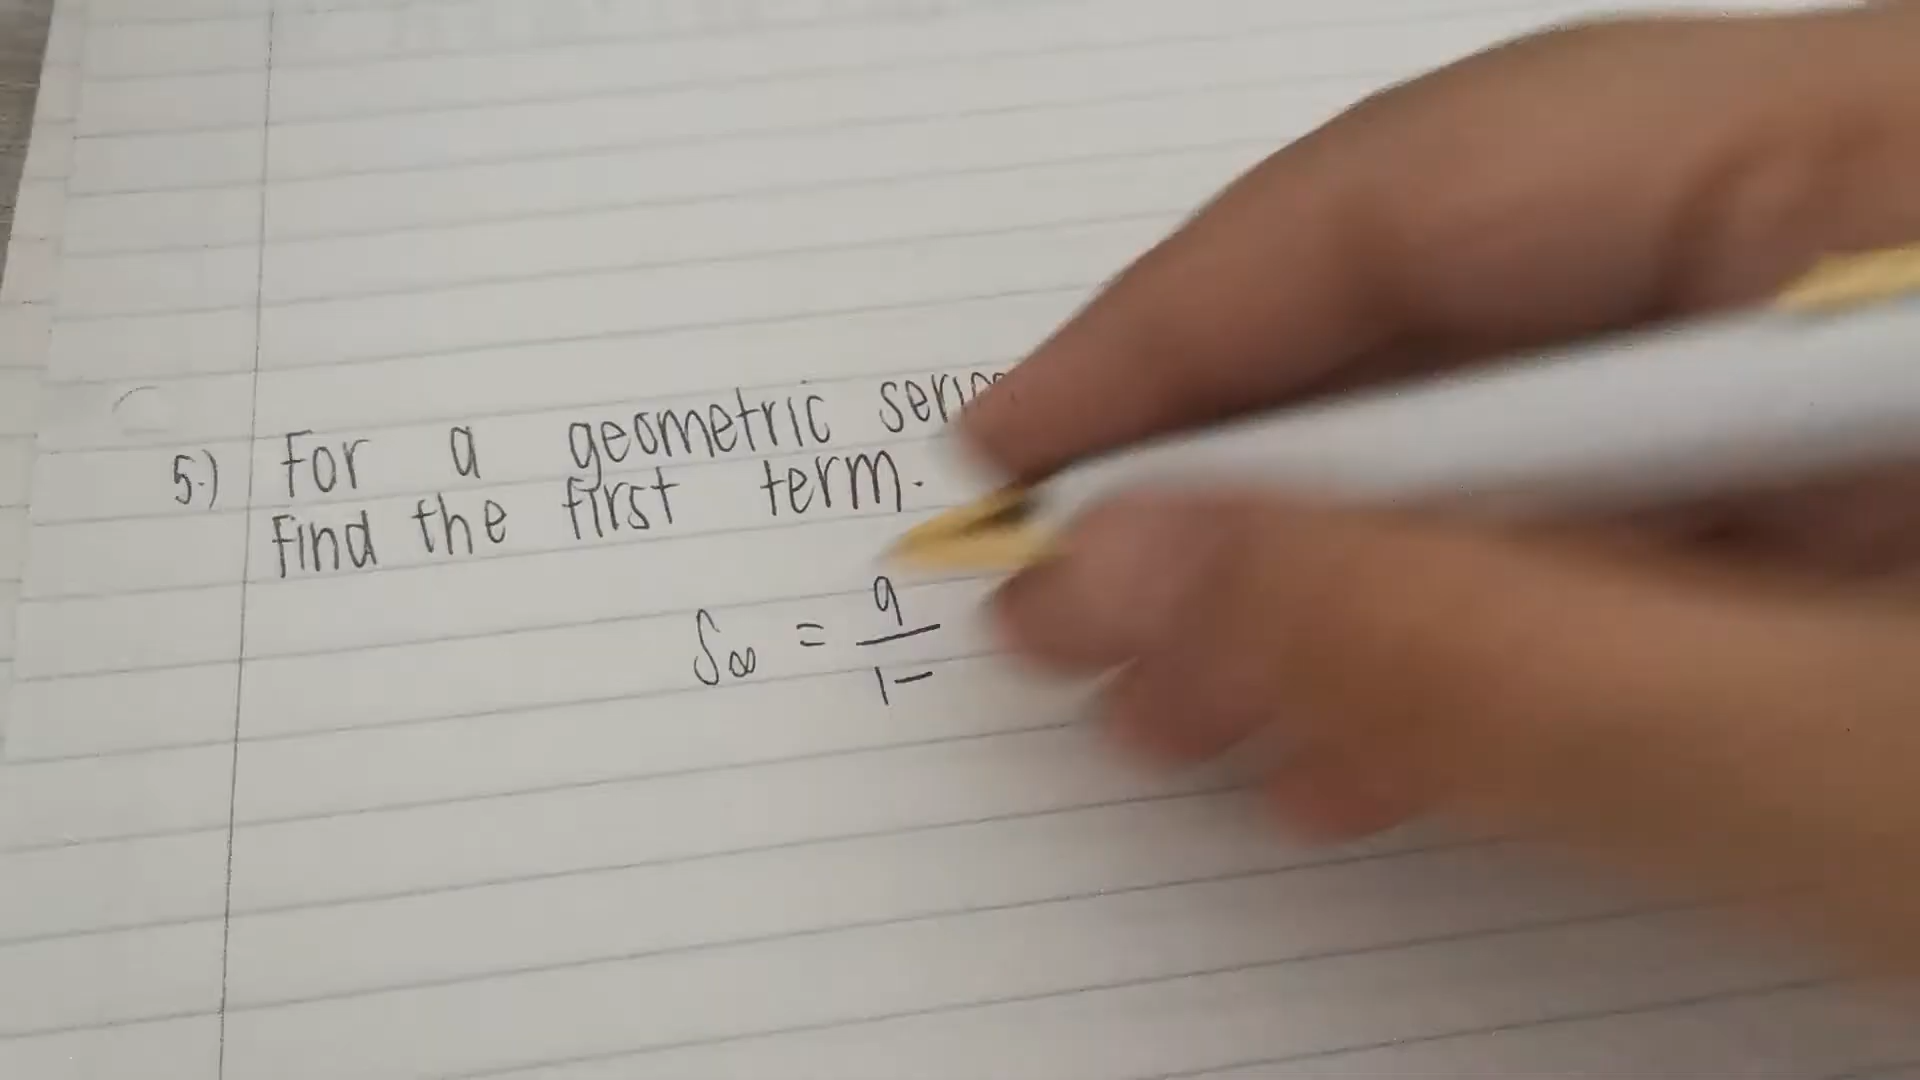 5.) For a geometric
Find the first term.
S∞ = a
1-